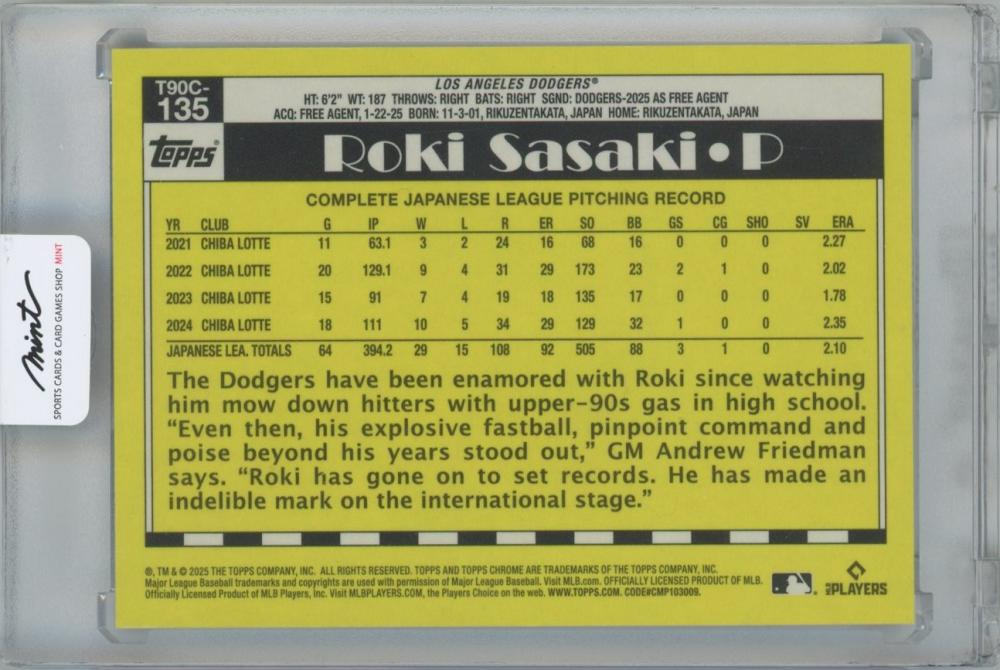 T90C-
135
LOS ANGELES DODGERS®
HT: 6'2" WT: 187 THROWS: RIGHT BATS: RIGHT SGND: DODGERS-2025 AS FREE AGENT
ACQ: FREE AGENT, 1-22-25 BORN: 11-3-01, RIKUZENTAKATA, JAPAN HOME: RIKUZENTAKATA, JAPAN
Topps®
Roki Sasaki • P
COMPLETE JAPANESE LEAGUE PITCHING RECORD
YR CLUB G IP W L R ER SO BB GS CG SHO SV ERA
2021 CHIBA LOTTE 11 63.1 3 2 24 16 68 16 0 0 0 2.27
2022 CHIBA LOTTE 20 129.1 9 4 31 29 173 23 2 1 0 2.02
2023 CHIBA LOTTE 15 91 7 4 19 18 135 17 0 0 0 1.78
2024 CHIBA LOTTE 18 111 10 5 34 29 129 32 1 0 0 2.35
JAPANESE LEA. TOTALS 64 394.2 29 15 108 92 505 88 3 1 0 2.10
The Dodgers have been enamored with Roki since watching
him mow down hitters with upper-90s gas in high school.
“Even then, his explosive fastball, pinpoint command and
poise beyond his years stood out,” GM Andrew Friedman
says. “Roki has gone on to set records. He has made an
indelible mark on the international stage.”
®, TM & © 2025 THE TOPPS COMPANY, INC. ALL RIGHTS RESERVED. TOPPS AND TOPPS CHROME ARE TRADEMARKS OF THE TOPPS COMPANY, INC.
Major League Baseball trademarks and copyrights are used with permission of Major League Baseball. Visit MLB.com. OFFICIALLY LICENSED PRODUCT OF MLB.
Officially Licensed Product of MLB Players, Inc. Visit MLBPLAYERS.COM, the Players Choice on the web. WWW.TOPPS.COM. CODE#CMP103009.
MLB PLAYERS
mint
SPORTS CARDS & CARD GAMES SHOP MINT